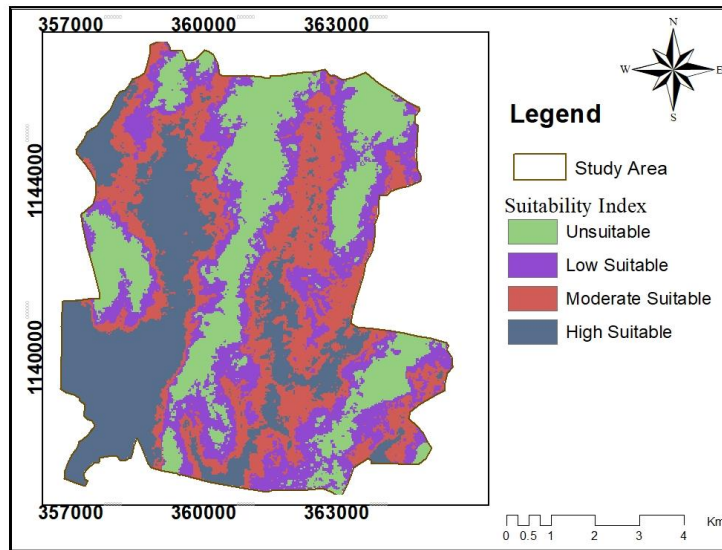 357000 360000 363000
N
W E
S
Legend
Study Area
Suitability Index
Unsuitable
Low Suitable
Moderate Suitable
High Suitable
1144000
1140000
357000 360000 363000
Km
0 0.5 1 2 3 4